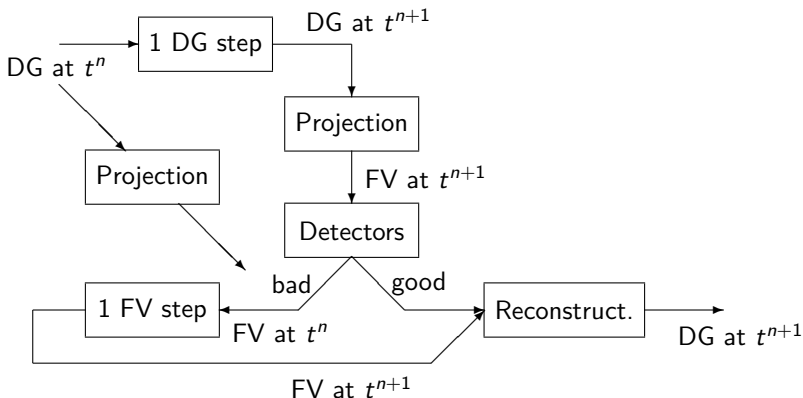 DG at t^{n+1}
1 DG step
DG at t^n
Projection
Projection
FV at t^{n+1}
Detectors
bad
good
1 FV step
FV at t^n
Reconstruct.
DG at t^{n+1}
FV at t^{n+1}